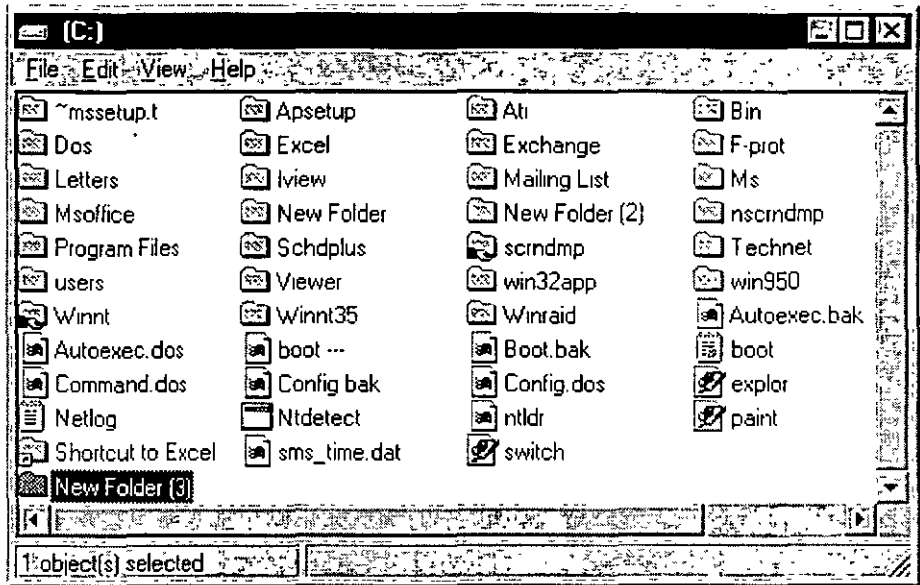 (C:)
File Edit View Help
~mssetup.t Apsetup Ati Bin
Dos Excel Exchange F-prot
Letters Iview Mailing List Ms
Msoffice New Folder New Folder (2) nscrndmp
Program Files Schdplus scrndmp Technet
users Viewer win32app win950
Winnt Winnt35 Winraid Autoexec.bak
Autoexec.dos boot --- Boot.bak boot
Command.dos Config bak Config.dos explor
Netlog Ntdetect ntldr paint
Shortcut to Excel sms_time.dat switch
New Folder (3)
1 object(s) selected